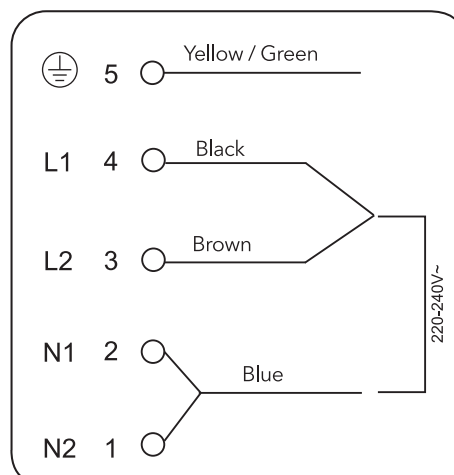 5 Yellow / Green
L1 4 Black
L2 3 Brown
N1 2
Blue
N2 1
220-240V~